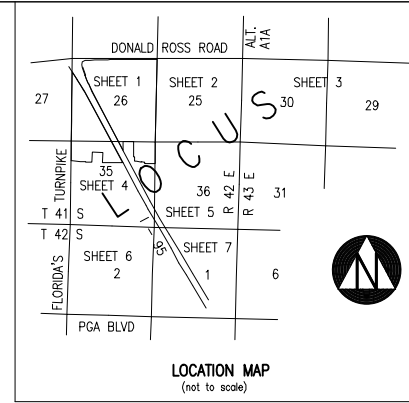 DONALD ROSS ROAD
ALT. A1A
SHEET 1
SHEET 2
SHEET 3
27
26
25
30
29
LOCUS
TURNPIKE
35
SHEET 4
36
R 42 E
R 43 E
31
T 41 S
SHEET 5
T 42 S
I - 95
FLORIDA'S
SHEET 6
SHEET 7
2
1
6
PGA BLVD
N
LOCATION MAP
(not to scale)